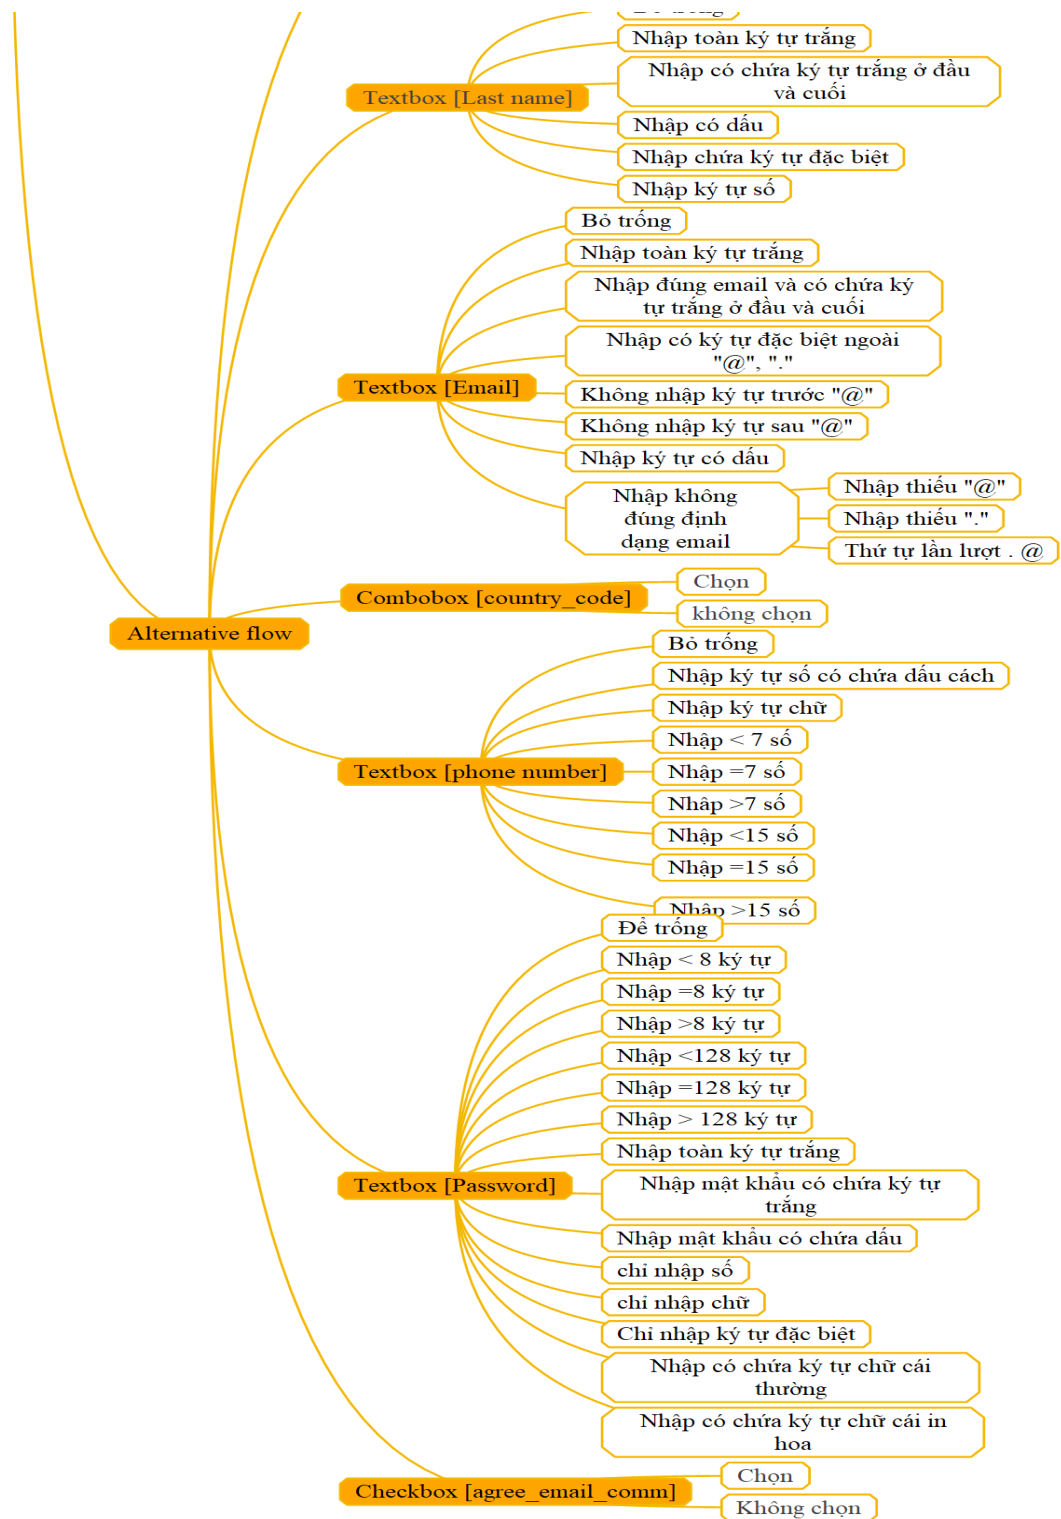 Nhập toàn ký tự trắng
Nhập có chứa ký tự trắng ở đầu
và cuối
Textbox [Last name]
Nhập có dấu
Nhập chứa ký tự đặc biệt
Nhập ký tự số
Bỏ trống
Nhập toàn ký tự trắng
Nhập đúng email và có chứa ký
tự trắng ở đầu và cuối
Nhập có ký tự đặc biệt ngoài
"@", "."
Textbox [Email]
Không nhập ký tự trước "@"
Không nhập ký tự sau "@"
Nhập ký tự có dấu
Nhập không
đúng định
dạng email
Nhập thiếu "@"
Nhập thiếu "."
Thứ tự lần lượt . @
Combobox [country_code]
Chọn
không chọn
Alternative flow
Bỏ trống
Nhập ký tự số có chứa dấu cách
Nhập ký tự chữ
Nhập < 7 số
Textbox [phone number]
Nhập =7 số
Nhâp >7 số
Nhập <15 số
Nhập =15 số
Nhập >15 số
Để trống
Nhập < 8 ký tự
Nhập =8 ký tự
Nhập >8 ký tự
Nhập <128 ký tự
Nhập =128 ký tự
Nhập > 128 ký tự
Nhập toàn ký tự trắng
Textbox [Password]
Nhập mật khẩu có chứa ký tự
trắng
Nhập mật khẩu có chứa dấu
chỉ nhập số
chỉ nhập chữ
Chỉ nhập ký tự đặc biệt
Nhập có chứa ký tự chữ cái
thường
Nhập có chứa ký tự chữ cái in
hoa
Checkbox [agree_email_comm]
Chọn
Không chọn